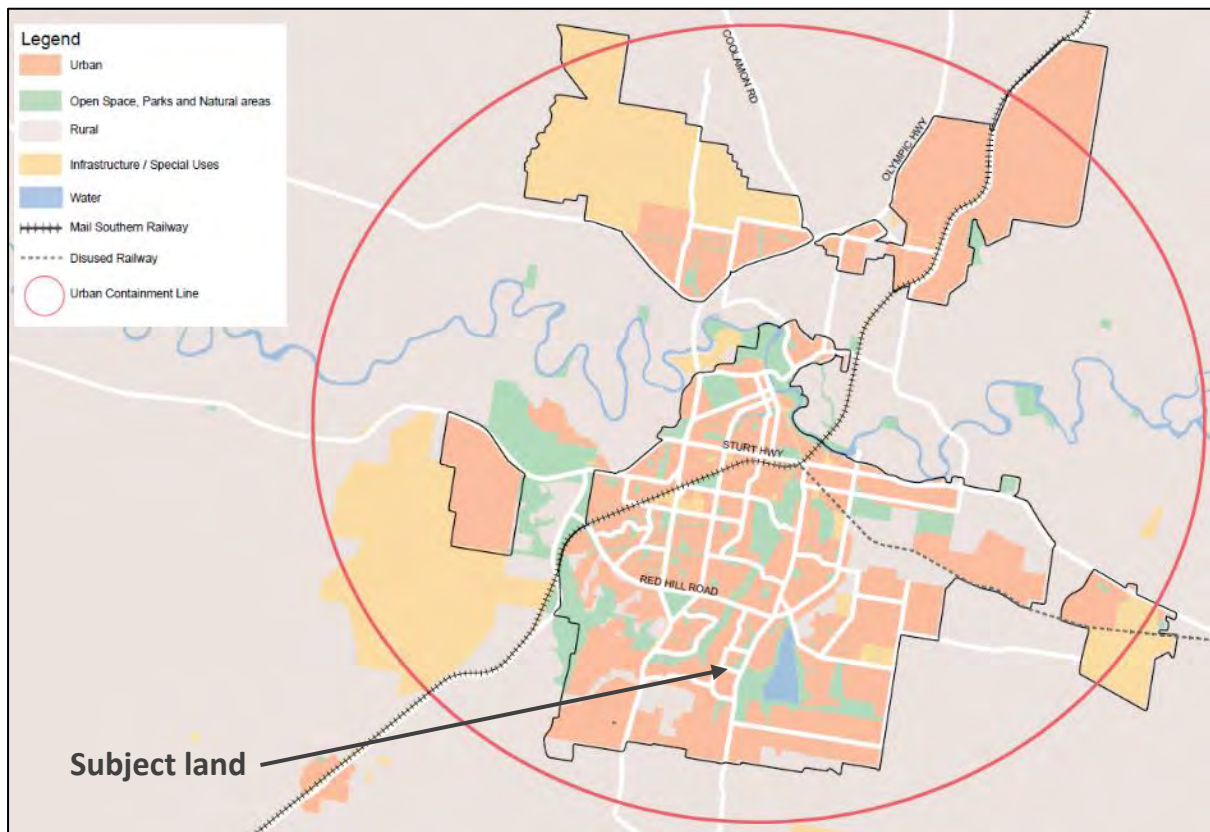 Legend
Urban
Open Space, Parks and Natural areas
Rural
Infrastructure / Special Uses
Water
Mail Southern Railway
Disused Railway
Urban Containment Line
COOLAMON RD
OLYMPIC HWY
STURT HWY
RED HILL ROAD
Subject land